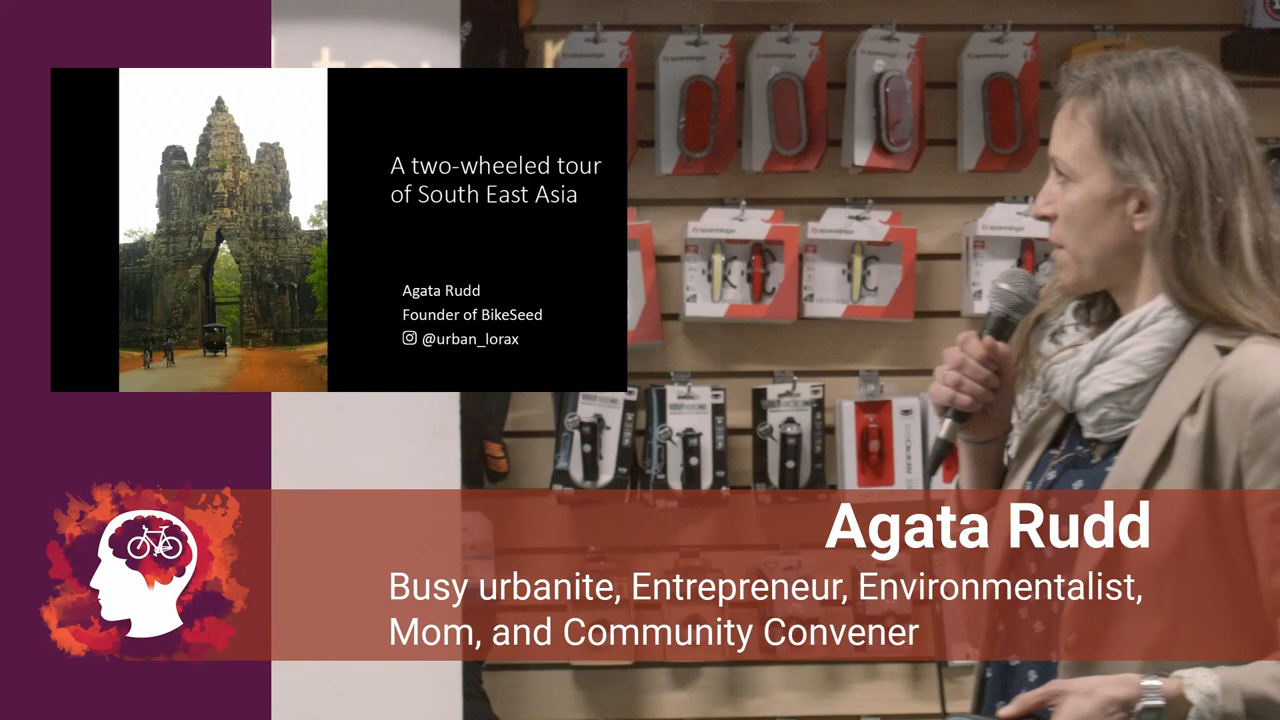 A two-wheeled tour
of South East Asia
Agata Rudd
Founder of BikeSeed
@urban_lorax
Agata Rudd
Busy urbanite, Entrepreneur, Environmentalist,
Mom, and Community Convener